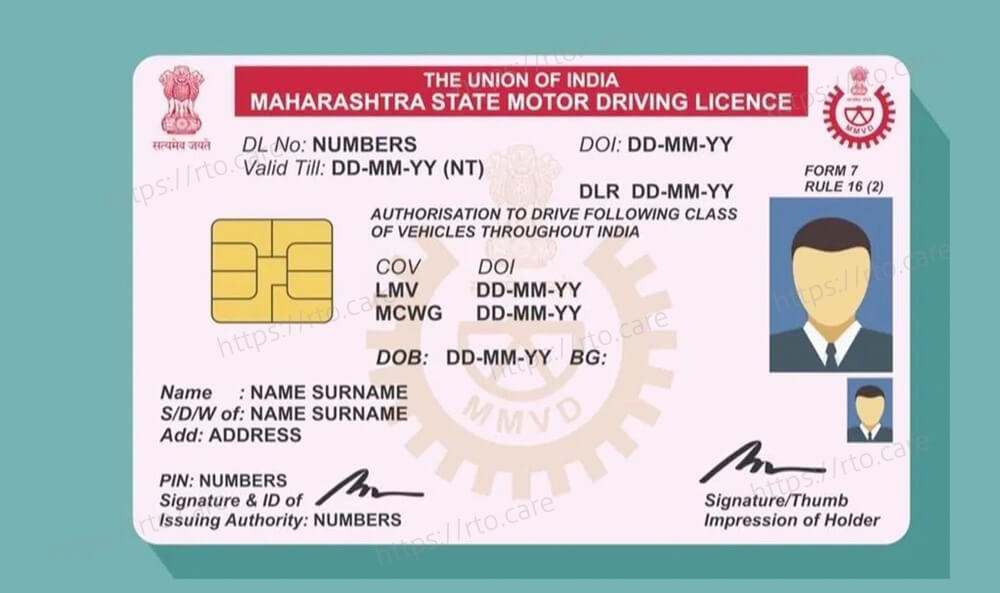 THE UNION OF INDIA
MAHARASHTRA STATE MOTOR DRIVING LICENCE
सत्यमेव जयते
MMVD
DL No: NUMBERS
DOI: DD-MM-YY
Valid Till: DD-MM-YY (NT)
FORM 7
RULE 16 (2)
DLR DD-MM-YY
AUTHORISATION TO DRIVE FOLLOWING CLASS
OF VEHICLES THROUGHOUT INDIA
COV DOI
LMV DD-MM-YY
MCWG DD-MM-YY
DOB: DD-MM-YY BG:
MMVD
Name : NAME SURNAME
S/D/W of: NAME SURNAME
Add: ADDRESS
PIN: NUMBERS
Signature & ID of
Issuing Authority: NUMBERS
Signature/Thumb
Impression of Holder
https://rto.care
https://rto.care
https://rto.care
https://rto.care
https://rto.care
https://rto.care
https://rto.care